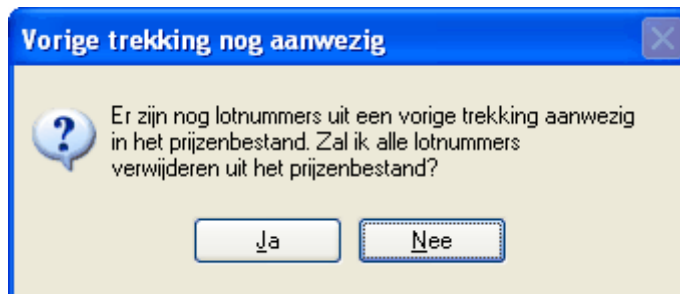 Vorige trekking nog aanwezig
Er zijn nog lotnummers uit een vorige trekking aanwezig
in het prijzenbestand. Zal ik alle lotnummers
verwijderen uit het prijzenbestand?
Ja
Nee